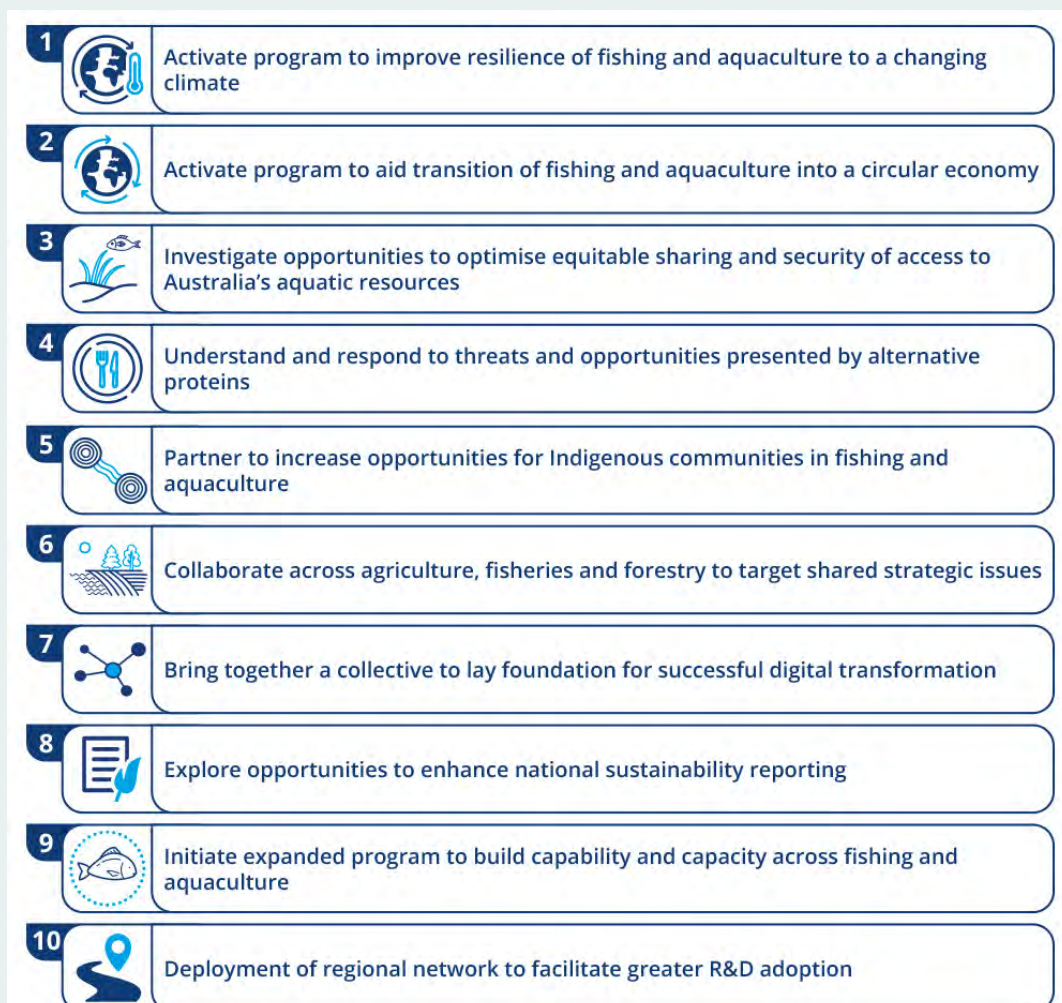 1
Activate program to improve resilience of fishing and aquaculture to a changing
climate
2
Activate program to aid transition of fishing and aquaculture into a circular economy
3
Investigate opportunities to optimise equitable sharing and security of access to
Australia's aquatic resources
4
Understand and respond to threats and opportunities presented by alternative
proteins
5
Partner to increase opportunities for Indigenous communities in fishing and
aquaculture
6
Collaborate across agriculture, fisheries and forestry to target shared strategic issues
7
Bring together a collective to lay foundation for successful digital transformation
8
Explore opportunities to enhance national sustainability reporting
9
Initiate expanded program to build capability and capacity across fishing and
aquaculture
10
Deployment of regional network to facilitate greater R&D adoption